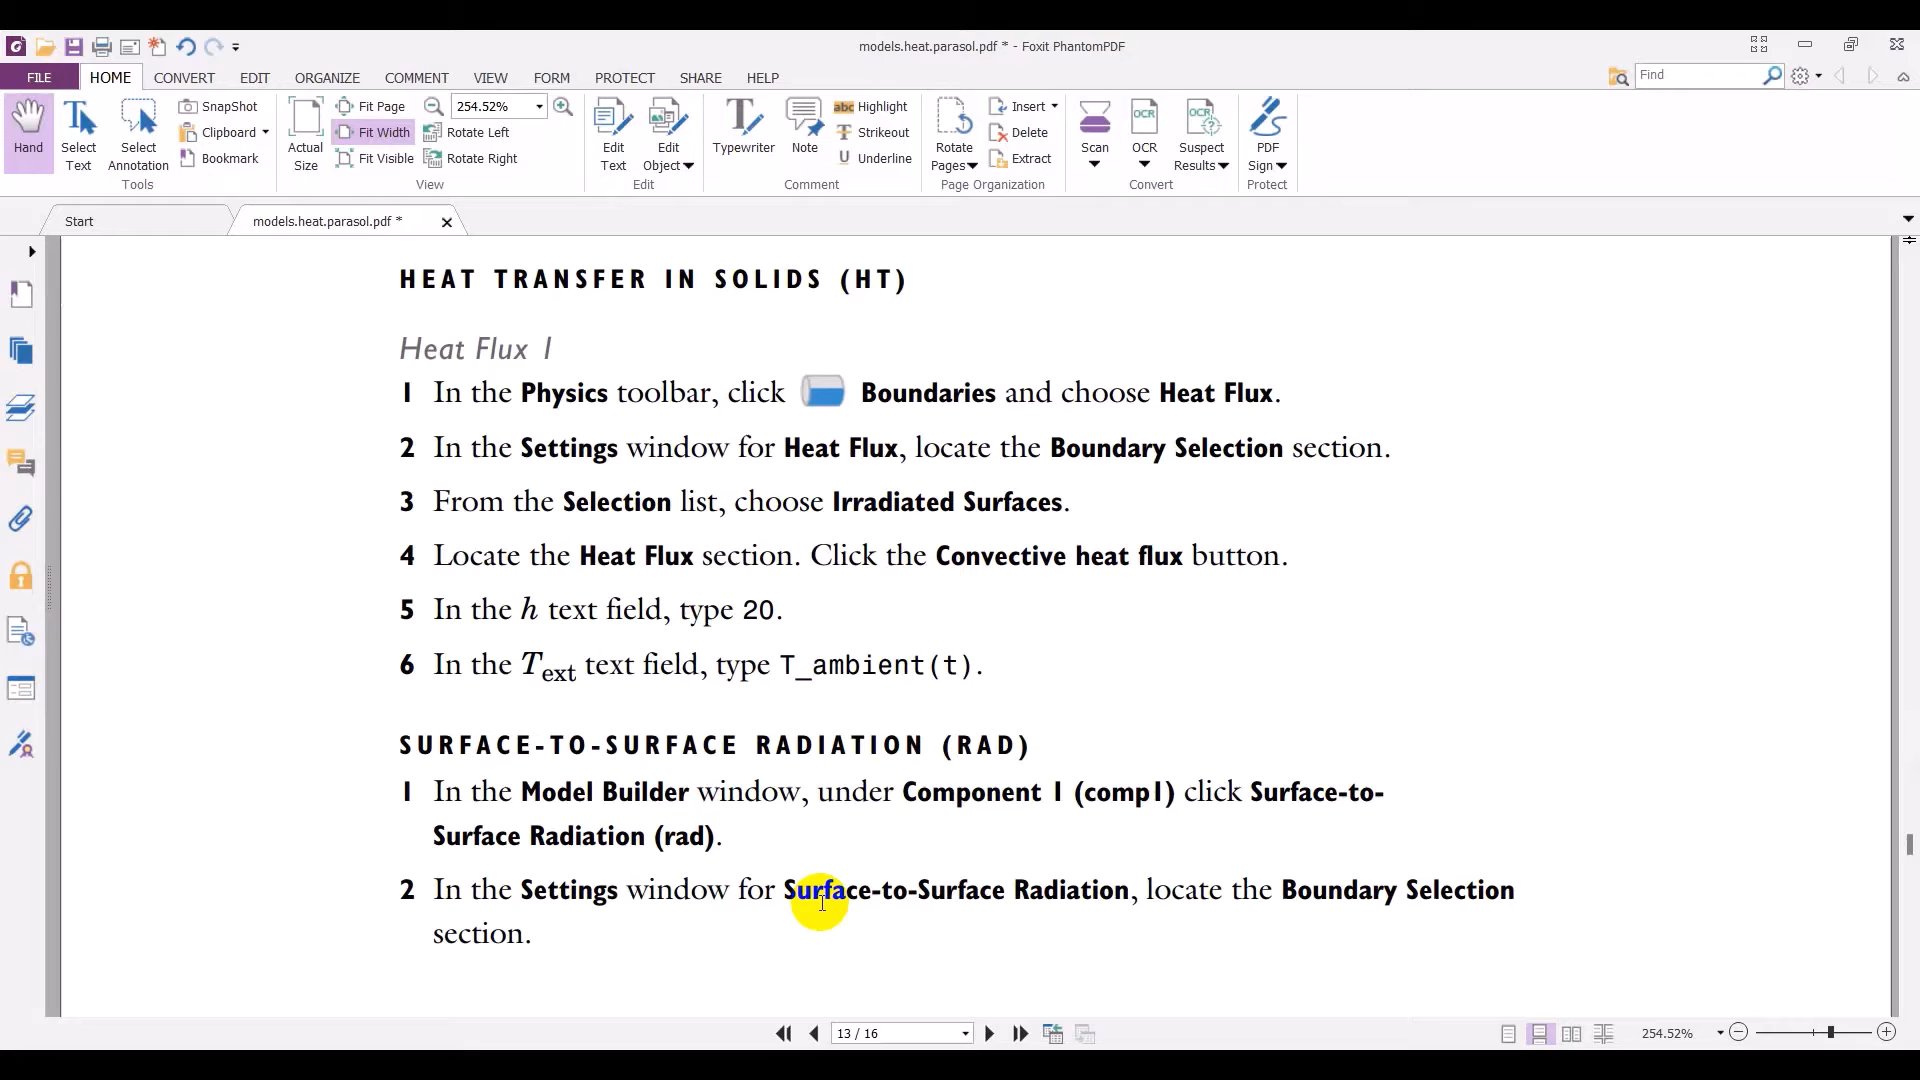 models.heat.parasol.pdf * - Foxit PhantomPDF
FILE HOME CONVERT EDIT ORGANIZE COMMENT VIEW FORM PROTECT SHARE HELP Find
Hand
Select Text
Select Annotation
SnapShot
Clipboard
Bookmark
Tools
Actual Size
Fit Page
Fit Width
Fit Visible
254.52%
Rotate Left
Rotate Right
View
Edit Text
Edit Object
Edit
Typewriter
Note
abc Highlight
Strikeout
U Underline
Comment
Rotate Pages
Insert
Delete
Extract
Page Organization
Scan
OCR
OCR
Suspect Results
Convert
PDF Sign
Protect
Start models.heat.parasol.pdf *
HEAT TRANSFER IN SOLIDS (HT)
Heat Flux 1
1 In the Physics toolbar, click Boundaries and choose Heat Flux.
2 In the Settings window for Heat Flux, locate the Boundary Selection section.
3 From the Selection list, choose Irradiated Surfaces.
4 Locate the Heat Flux section. Click the Convective heat flux button.
5 In the h text field, type 20.
6 In the Text text field, type T_ambient(t).
SURFACE-TO-SURFACE RADIATION (RAD)
1 In the Model Builder window, under Component 1 (comp1) click Surface-to-
Surface Radiation (rad).
2 In the Settings window for Surface-to-Surface Radiation, locate the Boundary Selection
section.
13 / 16 254.52%